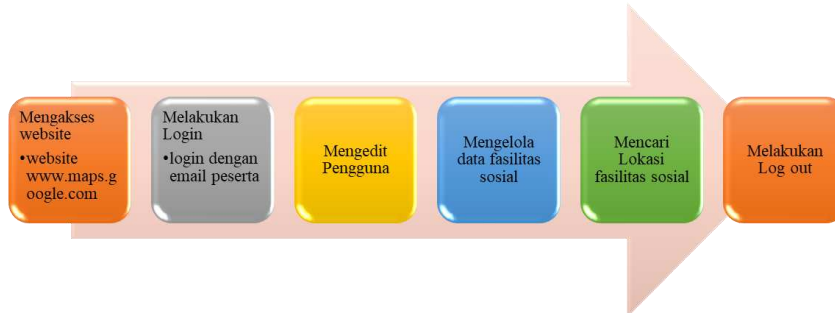 Mengakses
website
•website
www.maps.g
oogle.com
Melakukan
Login
•login dengan
email peserta
Mengedit
Pengguna
Mengelola
data fasilitas
sosial
Mencari
Lokasi
fasilitas sosial
Melakukan
Log out